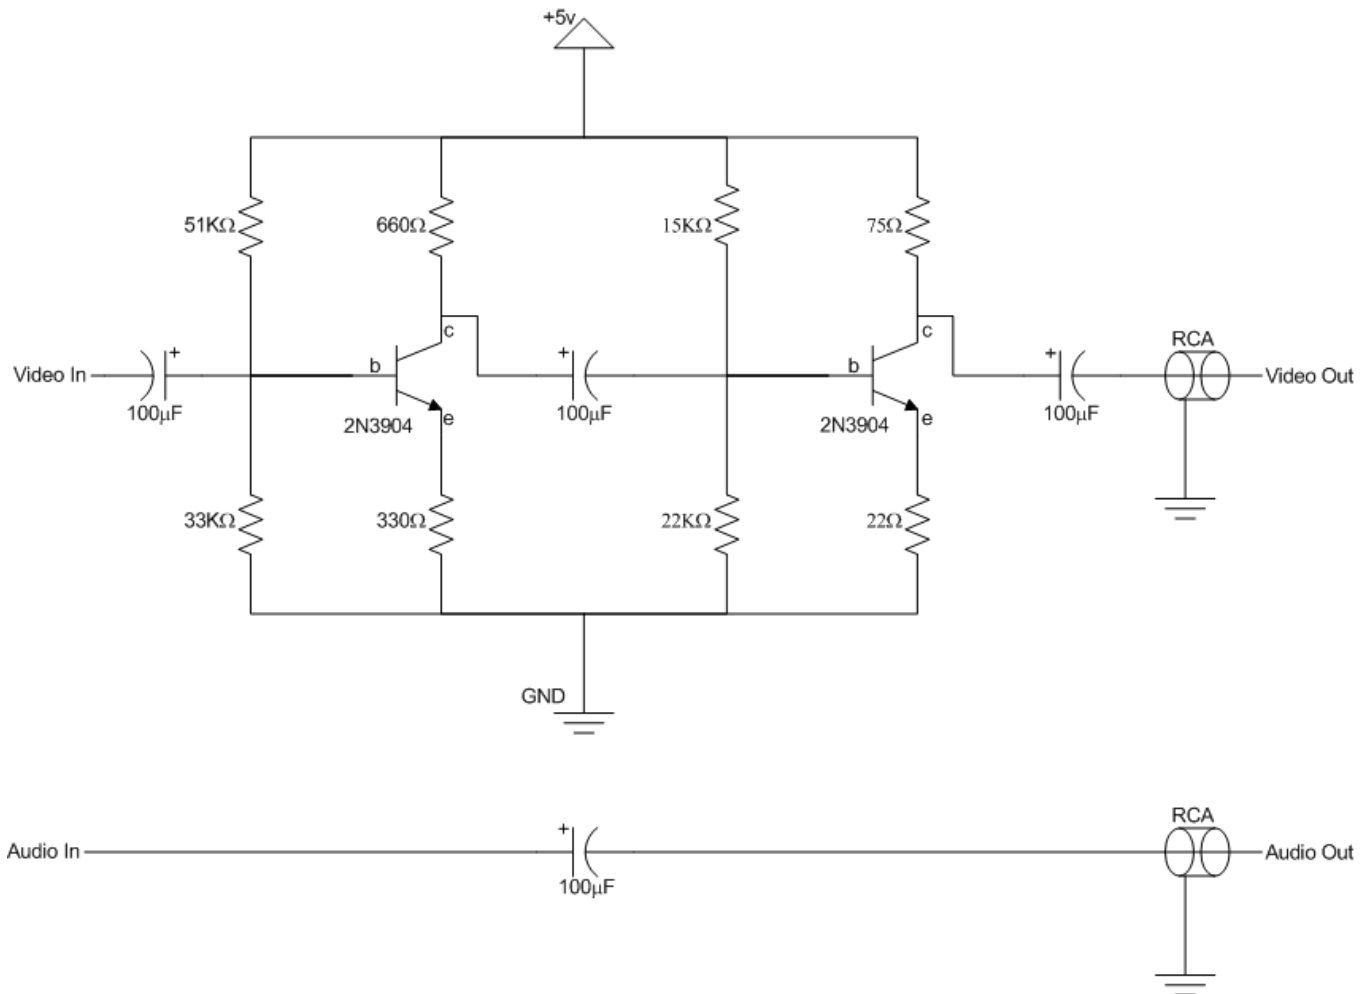 +5v
51KΩ
660Ω
15KΩ
75Ω
c
c
RCA
Video In
+
b
+
b
+
Video Out
100μF
2N3904
e
100μF
2N3904
e
100μF
33KΩ
330Ω
22KΩ
22Ω
GND
RCA
Audio In
+
Audio Out
100μF